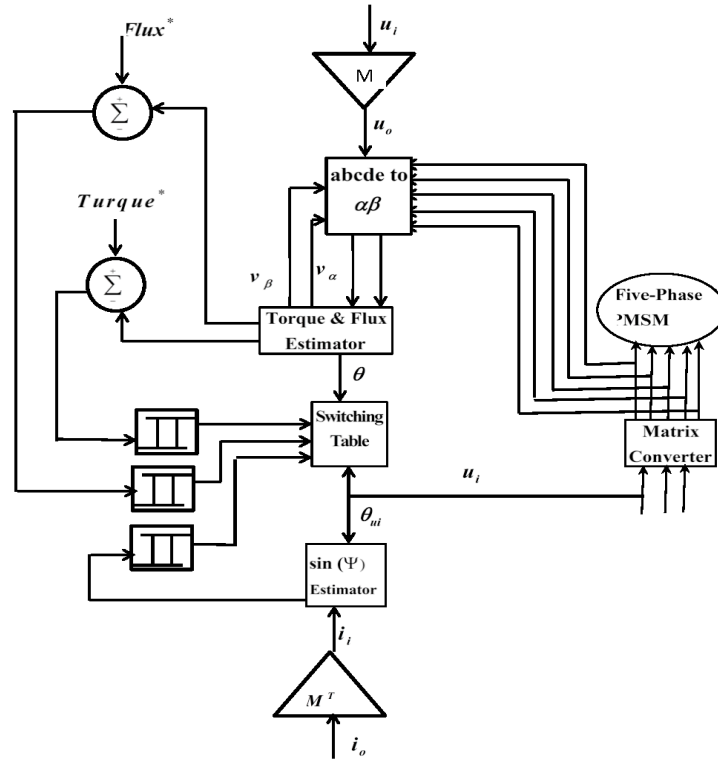 Flux*
u_i
M
Σ
+
−
u_o
abcde to
αβ
Turque*
Σ
+
−
v_β
v_α
Five-Phase
PMSM
Torque & Flux
Estimator
θ
Switching
Table
Matrix
Converter
u_i
θ_ui
sin (Ψ)
Estimator
i_i
M^T
i_o